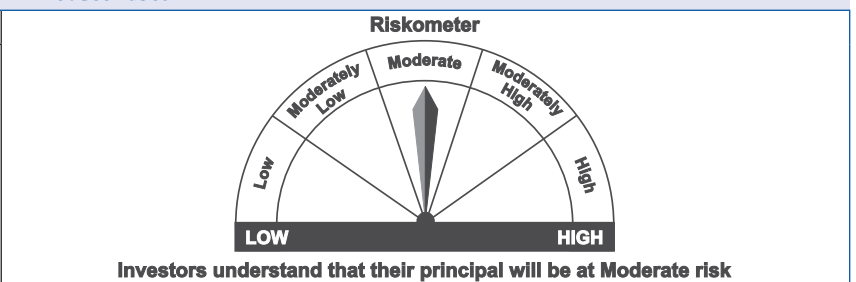 Riskometer
Low
Moderately
Low
Moderate
Moderately
High
High
LOW HIGH
Investors understand that their principal will be at Moderate risk